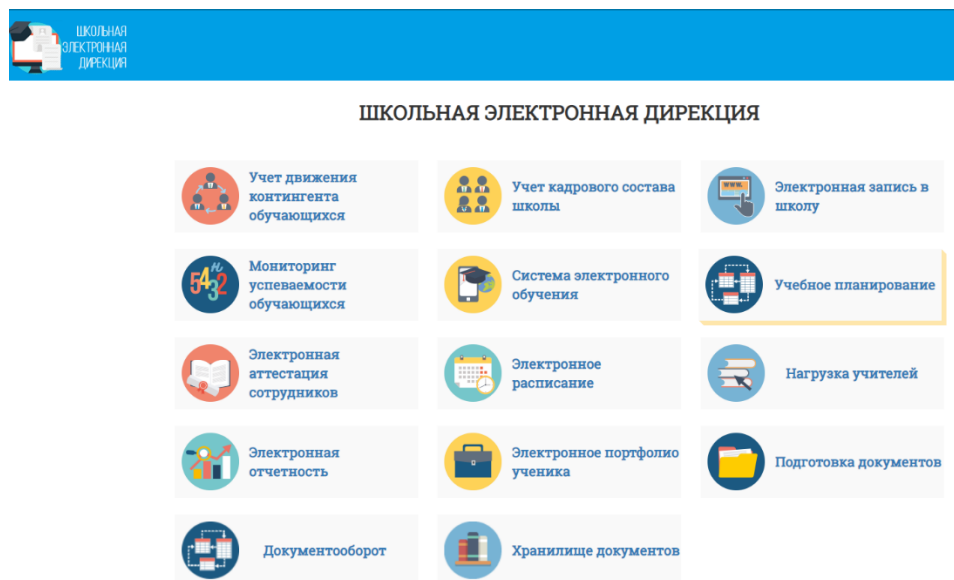 ШКОЛЬНАЯ
ЭЛЕКТРОННАЯ
ДИРЕКЦИЯ
ШКОЛЬНАЯ ЭЛЕКТРОННАЯ ДИРЕКЦИЯ
Учет движения
контингента
обучающихся
Учет кадрового состава
школы
www.
Электронная запись в
школу
5432
н
Мониторинг
успеваемости
обучающихся
Система электронного
обучения
Учебное планирование
Электронная
аттестация
сотрудников
Электронное
расписание
Нагрузка учителей
Электронная
отчетность
Электронное портфолио
ученика
Подготовка документов
Документооборот
Хранилище документов